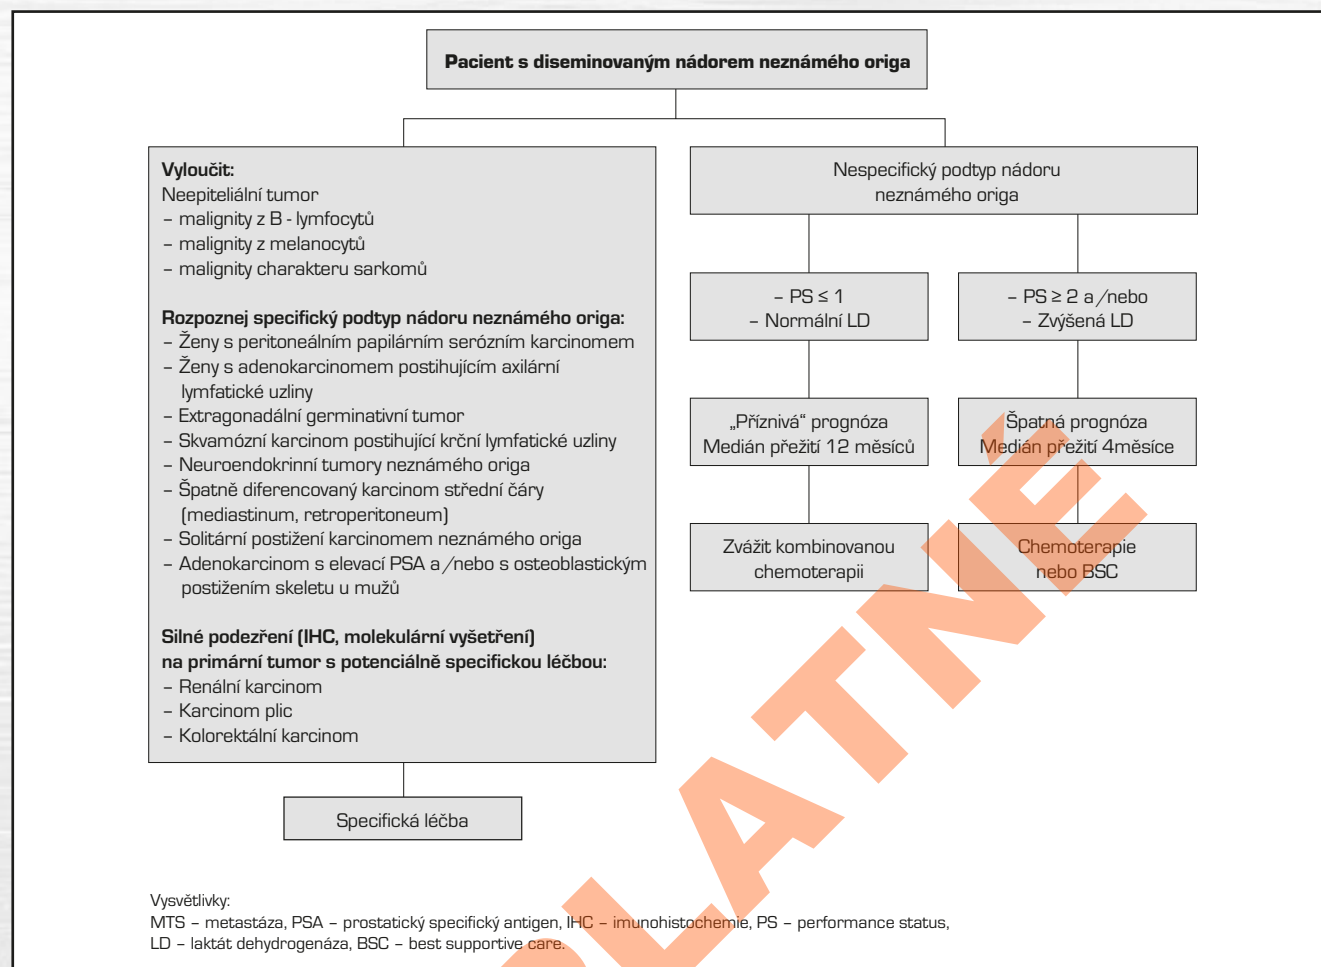 Pacient s diseminovaným nádorem neznámého origa
Vyloučit:
Neepiteliální tumor
– malignity z B - lymfocytů
– malignity z melanocytů
– malignity charakteru sarkomů
Rozpoznej specifický podtyp nádoru neznámého origa:
– Ženy s peritoneálním papilárním serózním karcinomem
– Ženy s adenokarcinomem postihujícím axilární
lymfatické uzliny
– Extragonadální germinativní tumor
– Skvamózní karcinom postihující krční lymfatické uzliny
– Neuroendokrinní tumory neznámého origa
– Špatně diferencovaný karcinom střední čáry
(mediastinum, retroperitoneum)
– Solitární postižení karcinomem neznámého origa
– Adenokarcinom s elevací PSA a/nebo s osteoblastickým
postižením skeletu u mužů
Silné podezření (IHC, molekulární vyšetření)
na primární tumor s potenciálně specifickou léčbou:
– Renální karcinom
– Karcinom plic
– Kolorektální karcinom
Specifická léčba
Nespecifický podtyp nádoru
neznámého origa
– PS ≤ 1
– Normální LD
„Příznivá“ prognóza
Medián přežití 12 měsíců
Zvážit kombinovanou
chemoterapii
– PS ≥ 2 a/nebo
– Zvýšená LD
Špatná prognóza
Medián přežití 4měsíce
Chemoterapie
nebo BSC
Vysvětlivky:
MTS – metastáza, PSA – prostatický specifický antigen, IHC – imunohistochemie, PS – performance status,
LD – laktát dehydrogenáza, BSC – best supportive care.
PLATNÉ